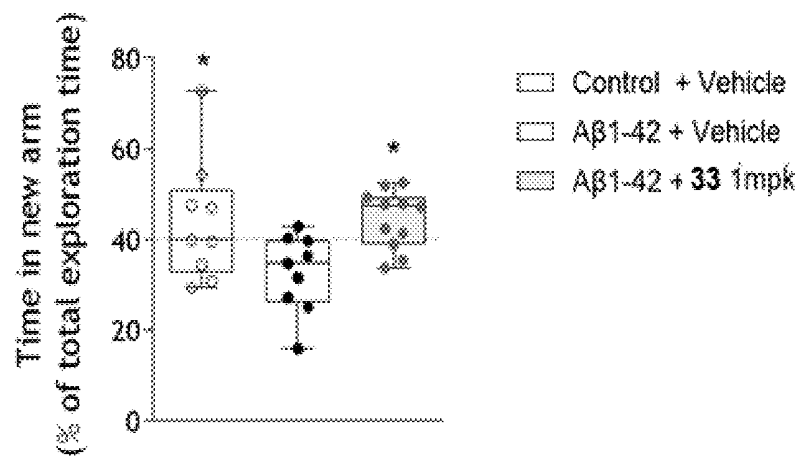 Time in new arm
(% of total exploration time)
80
60
40
20
0
*
*
Control + Vehicle
Aβ1-42 + Vehicle
Aβ1-42 + 33 1mpk